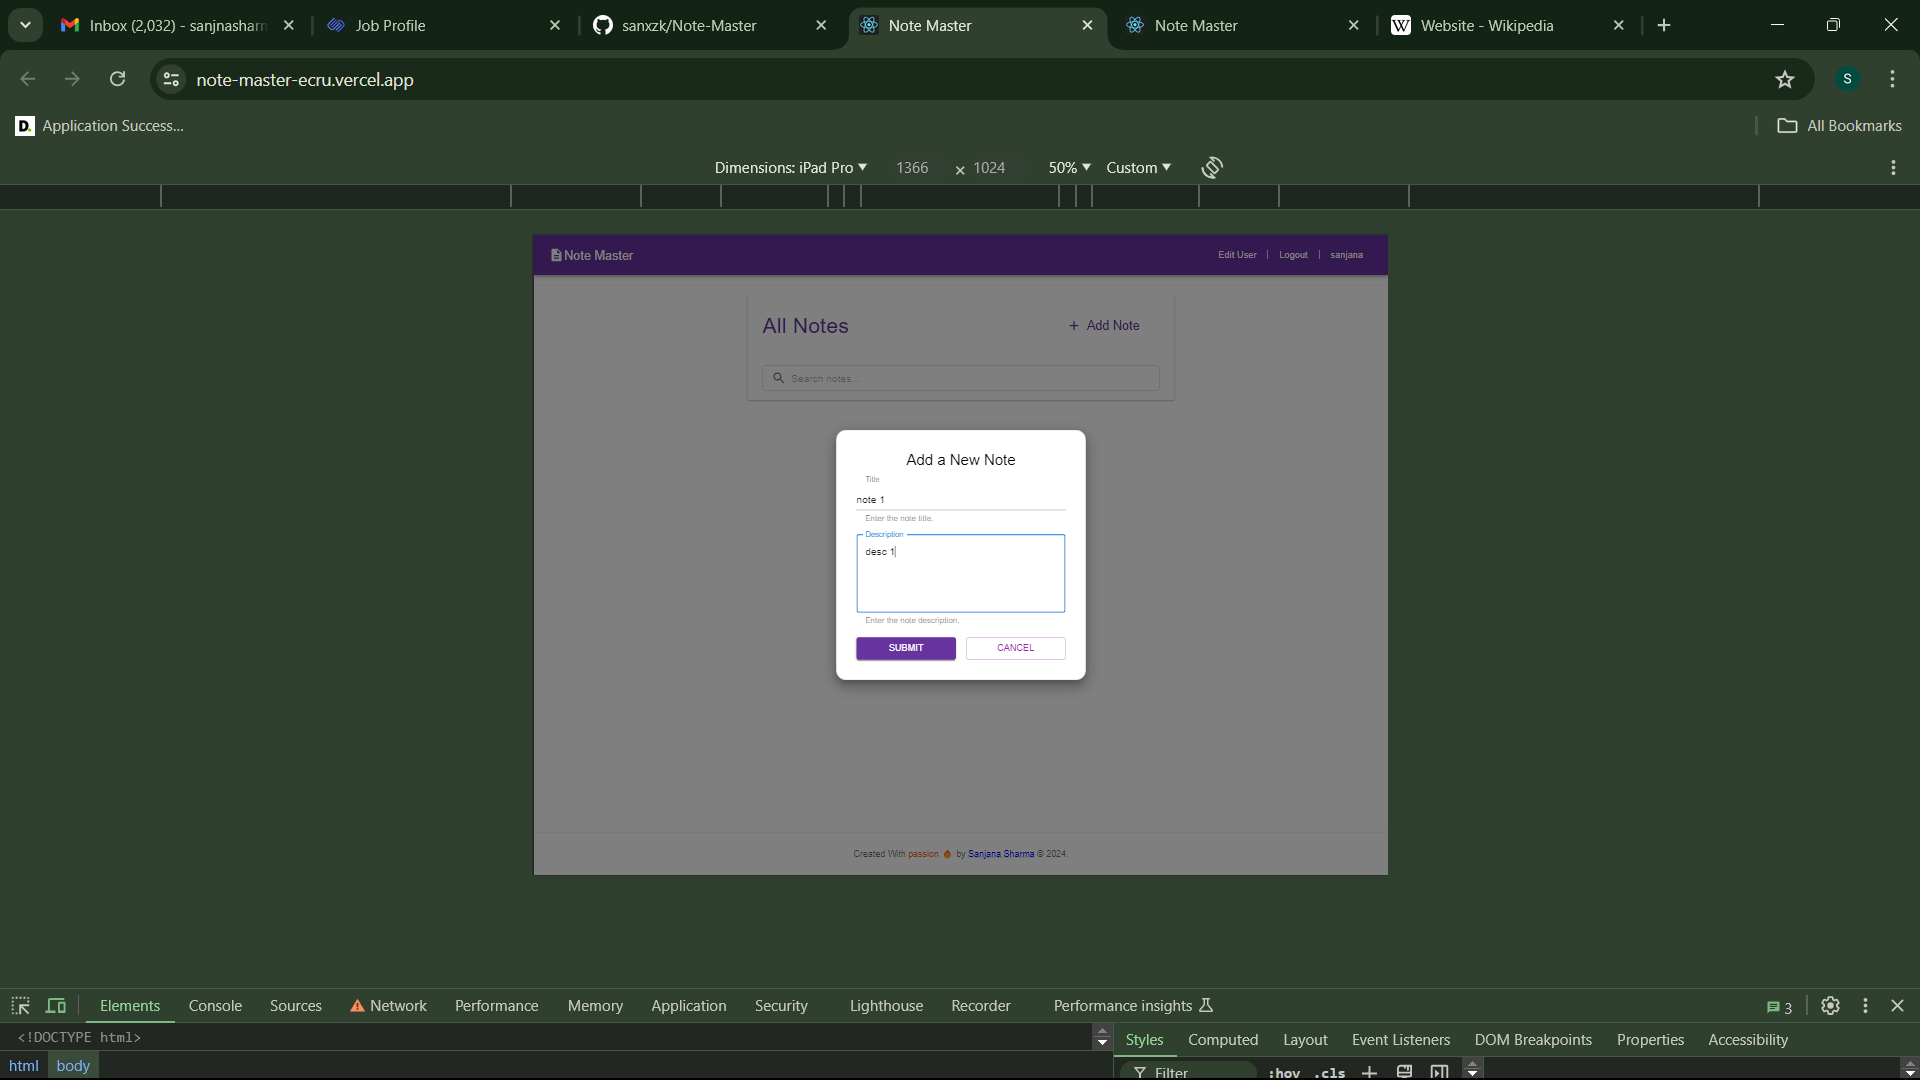 Inbox (2,032) - sanjnasharm
Job Profile
sanxzk/Note-Master
Note Master
Note Master
Website - Wikipedia
note-master-ecru.vercel.app
S
D. Application Success...
All Bookmarks
Dimensions: iPad Pro 1366 × 1024 50% Custom
Note Master
Edit User | Logout | sanjana
All Notes
+ Add Note
Search notes...
Add a New Note
Title
note 1
Enter the note title.
Description
desc 1
Enter the note description.
SUBMIT CANCEL
Created With passion 🔥 by Sanjana Sharma © 2024.
Elements Console Sources Network Performance Memory Application Security Lighthouse Recorder Performance insights 3
<!DOCTYPE html>
Styles Computed Layout Event Listeners DOM Breakpoints Properties Accessibility
html body
Filter :hov .cls